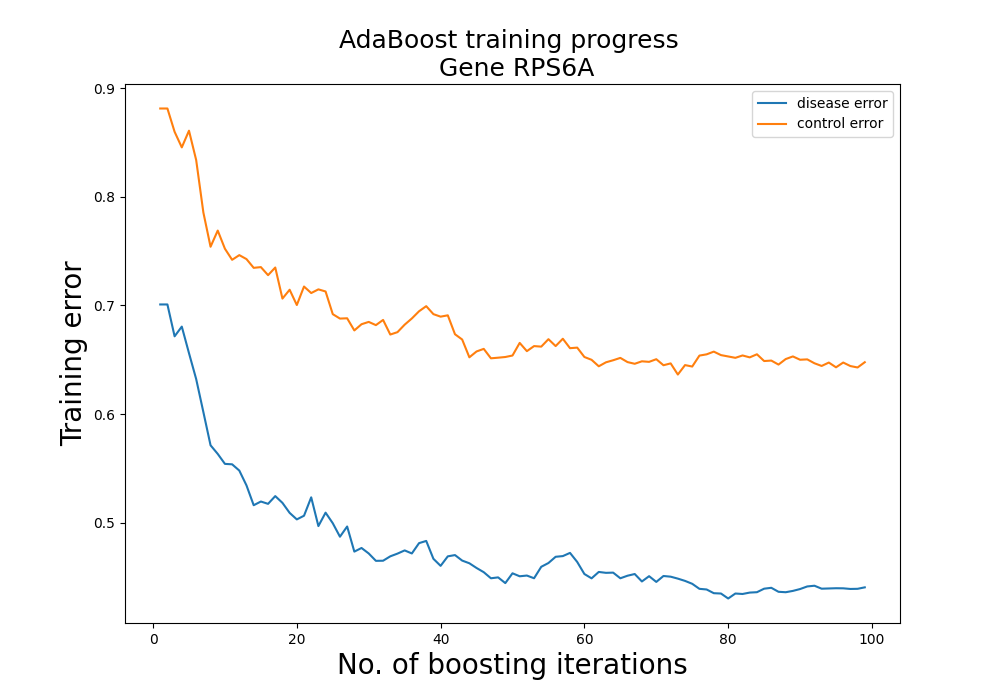 AdaBoost training progress
Gene RPS6A
disease error
control error
0.9
0.8
0.7
0.6
0.5
Training error
0
20
40
60
80
100
No. of boosting iterations